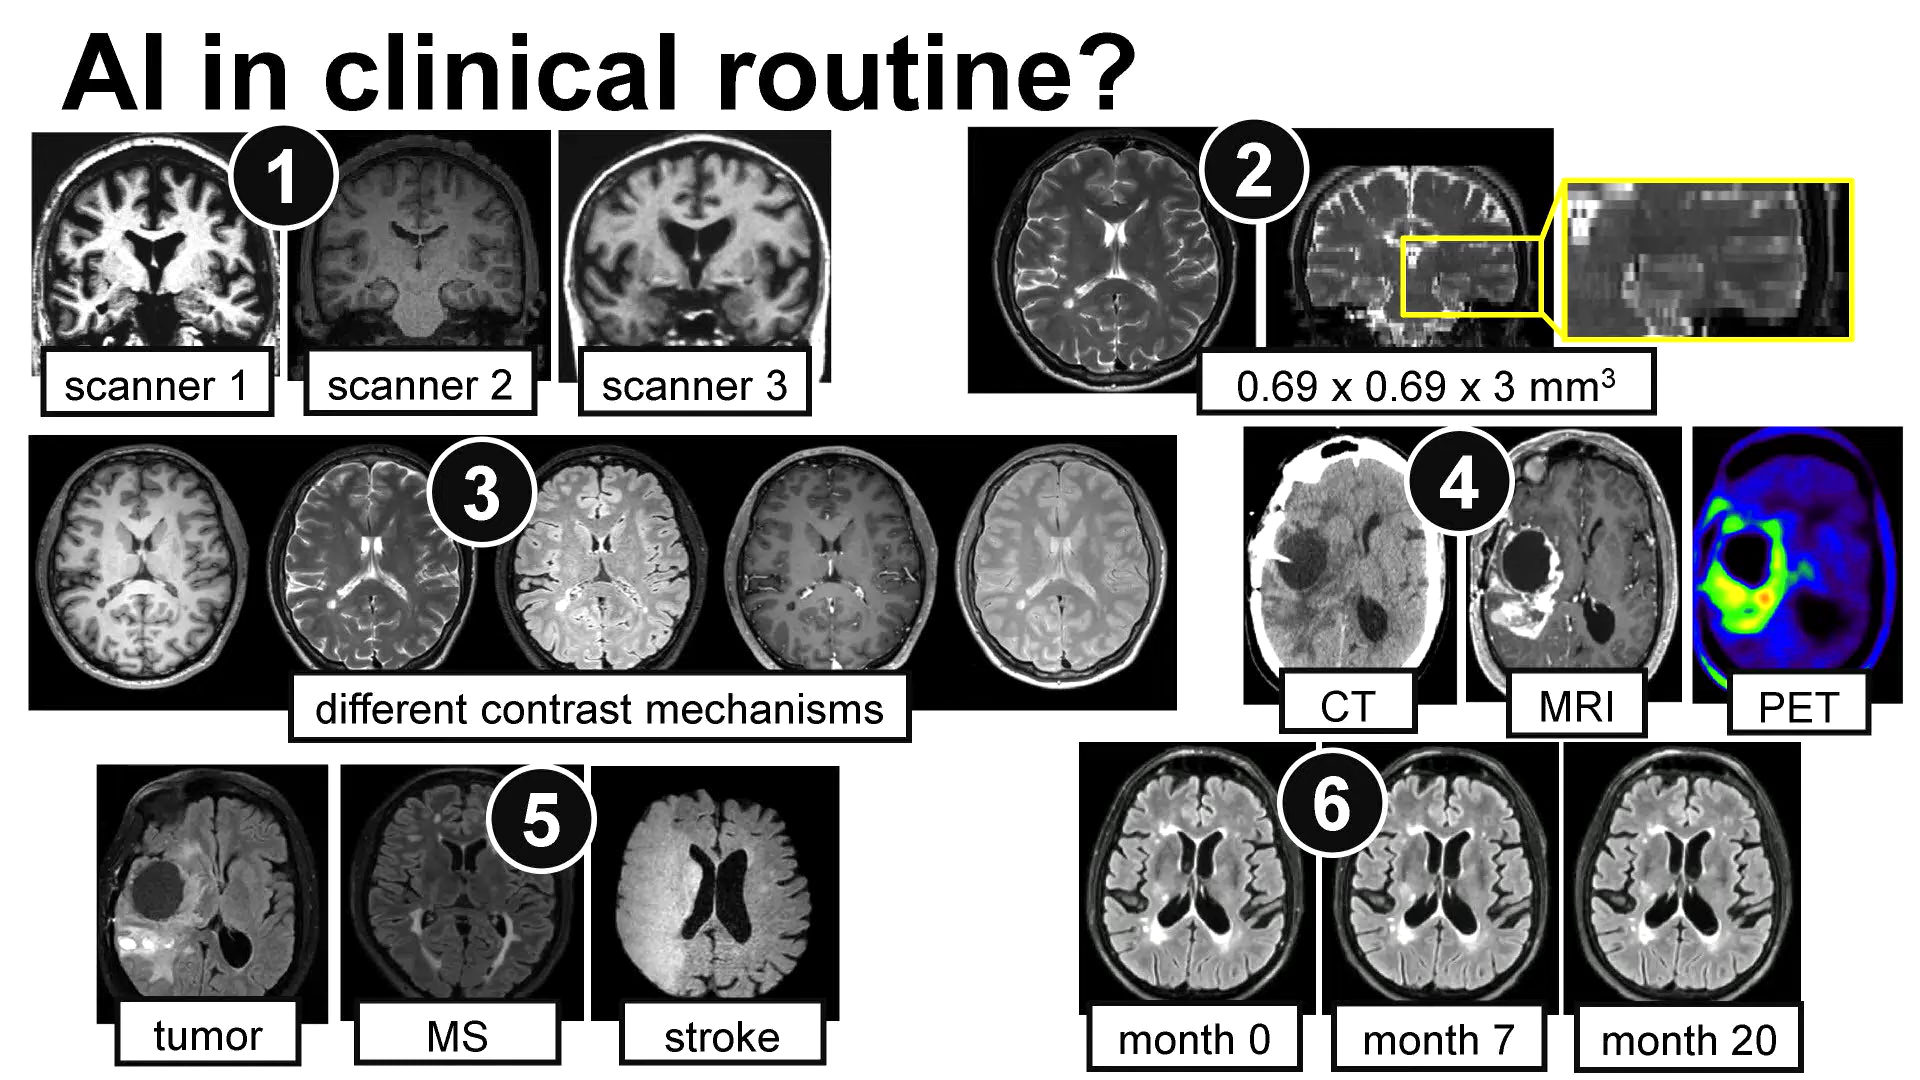 AI in clinical routine?
1
scanner 1
scanner 2
scanner 3
2
0.69 x 0.69 x 3 mm³
3
different contrast mechanisms
4
CT
MRI
PET
5
tumor
MS
stroke
6
month 0
month 7
month 20